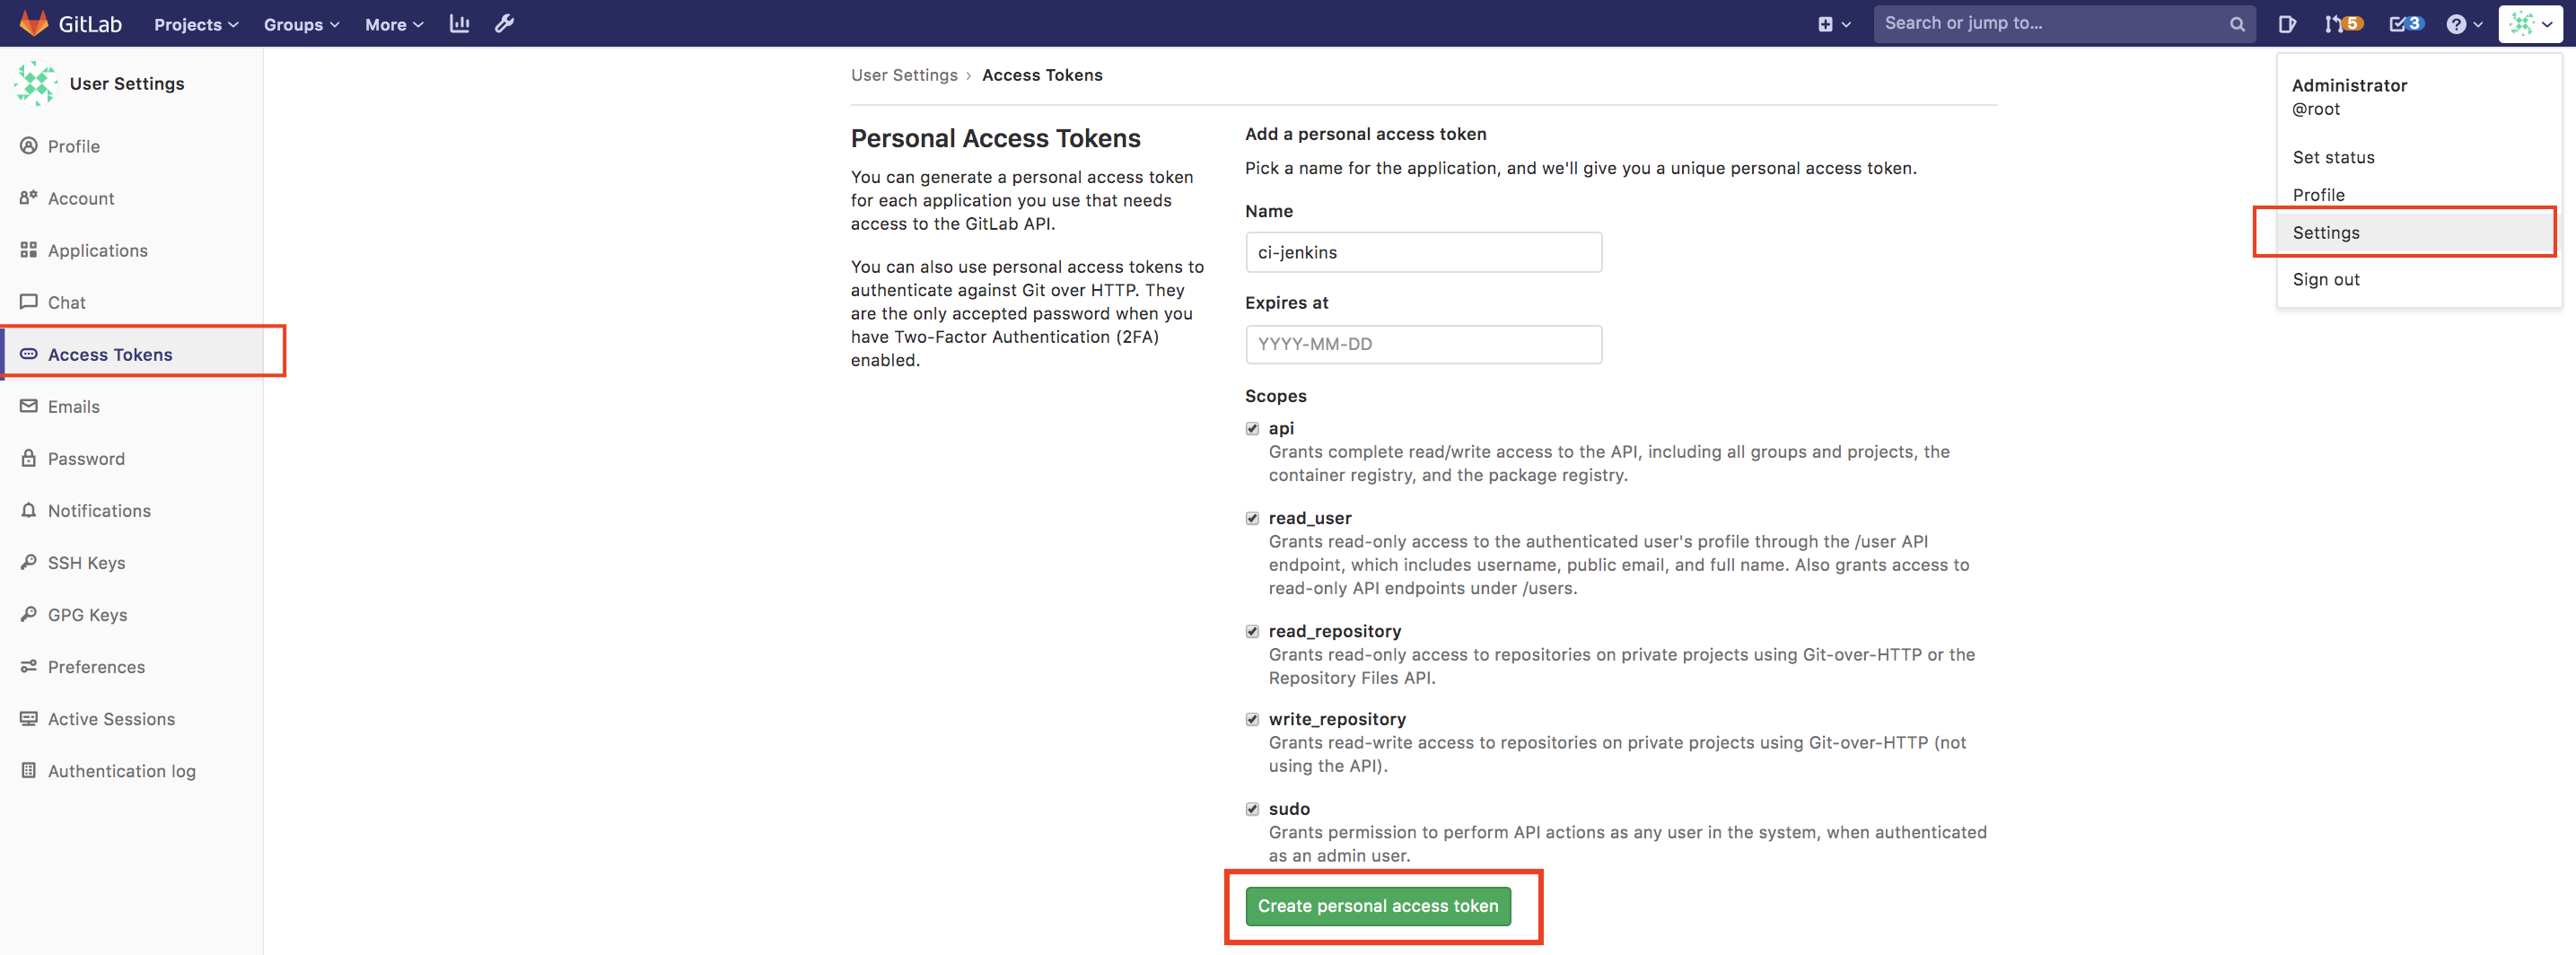 GitLab Projects Groups More Search or jump to... 5 3
User Settings
Profile
Account
Applications
Chat
Access Tokens
Emails
Password
Notifications
SSH Keys
GPG Keys
Preferences
Active Sessions
Authentication log
User Settings › Access Tokens
Personal Access Tokens
You can generate a personal access token
for each application you use that needs
access to the GitLab API.
You can also use personal access tokens to
authenticate against Git over HTTP. They
are the only accepted password when you
have Two-Factor Authentication (2FA)
enabled.
Add a personal access token
Pick a name for the application, and we'll give you a unique personal access token.
Name
ci-jenkins
Expires at
YYYY-MM-DD
Scopes
api
Grants complete read/write access to the API, including all groups and projects, the
container registry, and the package registry.
read_user
Grants read-only access to the authenticated user's profile through the /user API
endpoint, which includes username, public email, and full name. Also grants access to
read-only API endpoints under /users.
read_repository
Grants read-only access to repositories on private projects using Git-over-HTTP or the
Repository Files API.
write_repository
Grants read-write access to repositories on private projects using Git-over-HTTP (not
using the API).
sudo
Grants permission to perform API actions as any user in the system, when authenticated
as an admin user.
Create personal access token
Administrator
@root
Set status
Profile
Settings
Sign out